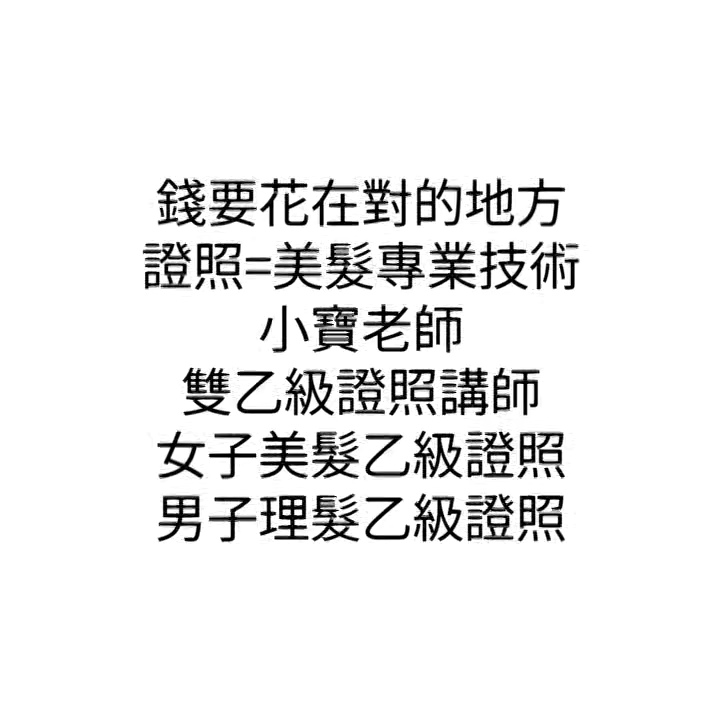 錢要花在對的地方
證照=美髮專業技術
小寶老師
雙乙級證照講師
女子美髮乙級證照
男子理髮乙級證照